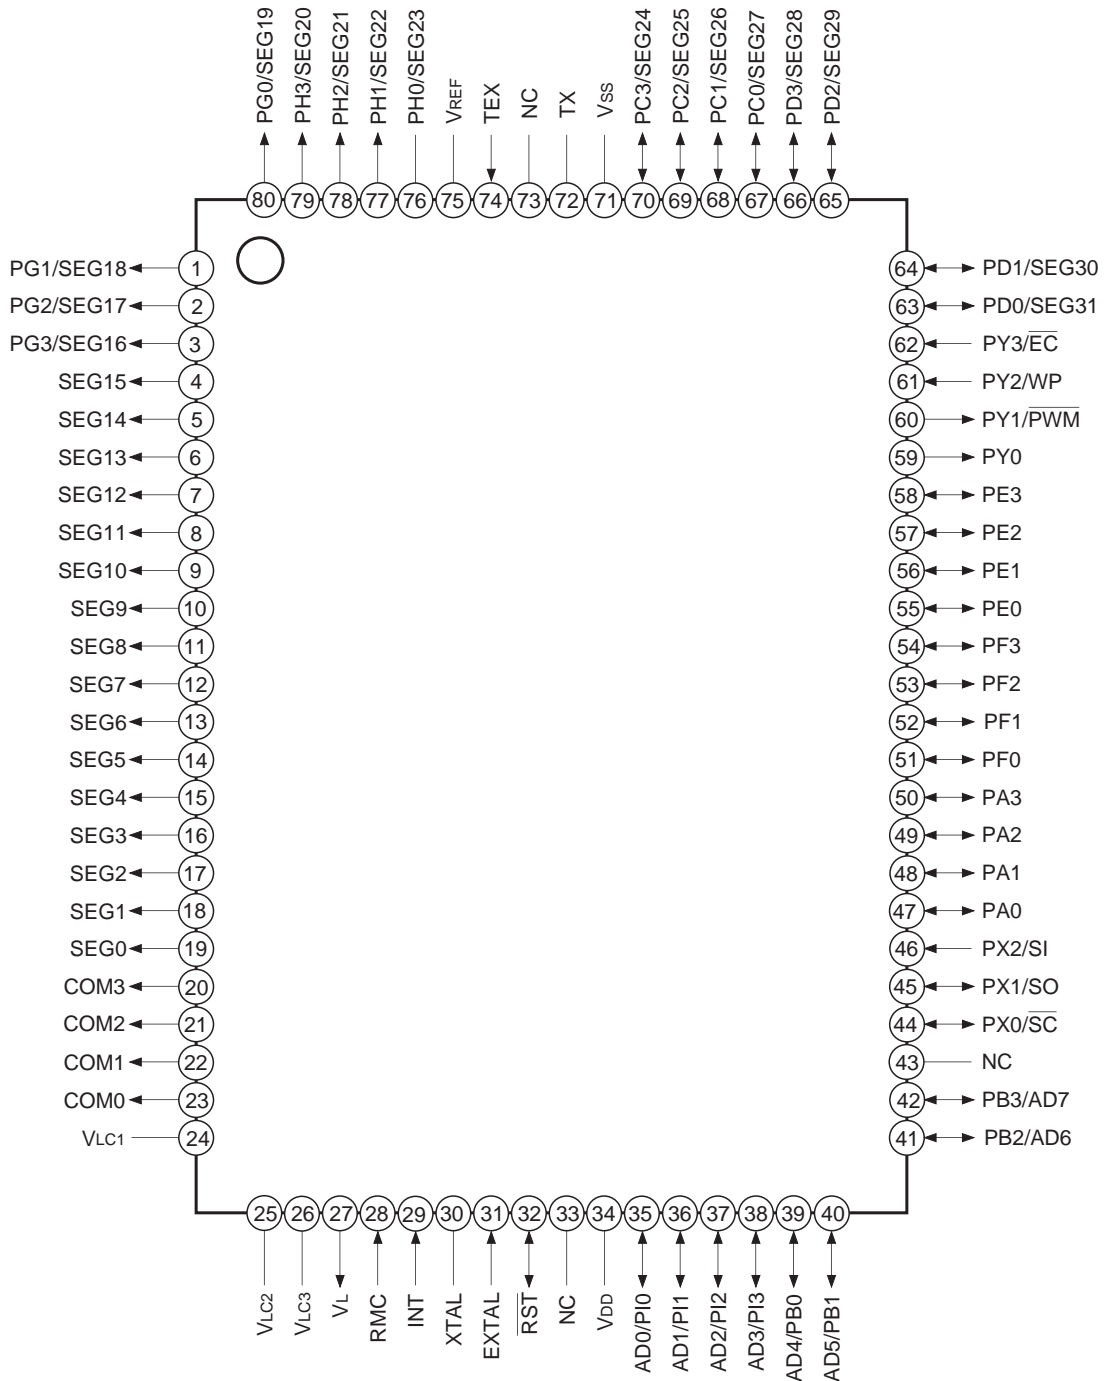 PG0/SEG19
PH3/SEG20
PH2/SEG21
PH1/SEG22
PH0/SEG23
VREF
TEX
NC
TX
VSS
PC3/SEG24
PC2/SEG25
PC1/SEG26
PC0/SEG27
PD3/SEG28
PD2/SEG29
80 79 78 77 76 75 74 73 72 71 70 69 68 67 66 65
PG1/SEG18 1
PG2/SEG17 2
PG3/SEG16 3
SEG15 4
SEG14 5
SEG13 6
SEG12 7
SEG11 8
SEG10 9
SEG9 10
SEG8 11
SEG7 12
SEG6 13
SEG5 14
SEG4 15
SEG3 16
SEG2 17
SEG1 18
SEG0 19
COM3 20
COM2 21
COM1 22
COM0 23
VLC1 24
64 PD1/SEG30
63 PD0/SEG31
62 PY3/E̅C̅
61 PY2/WP
60 PY1/P̅W̅M̅
59 PY0
58 PE3
57 PE2
56 PE1
55 PE0
54 PF3
53 PF2
52 PF1
51 PF0
50 PA3
49 PA2
48 PA1
47 PA0
46 PX2/SI
45 PX1/SO
44 PX0/S̅C̅
43 NC
42 PB3/AD7
41 PB2/AD6
25 26 27 28 29 30 31 32 33 34 35 36 37 38 39 40
VLC2
VLC3
VL
RMC
INT
XTAL
EXTAL
R̅S̅T̅
NC
VDD
AD0/PI0
AD1/PI1
AD2/PI2
AD3/PI3
AD4/PB0
AD5/PB1